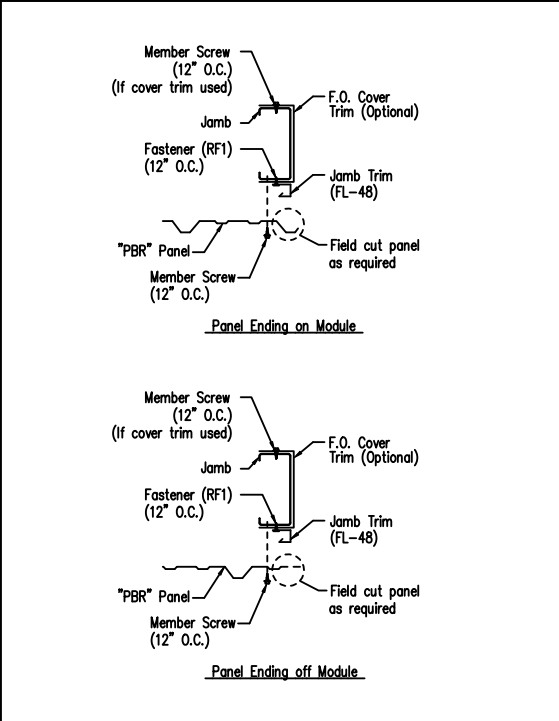 Member Screw
(12" O.C.)
(If cover trim used)
F.O. Cover
Trim (Optional)
Jamb
Fastener (RF1)
(12" O.C.)
Jamb Trim
(FL-48)
"PBR" Panel
Field cut panel
as required
Member Screw
(12" O.C.)
Panel Ending on Module
Member Screw
(12" O.C.)
(If cover trim used)
F.O. Cover
Trim (Optional)
Jamb
Fastener (RF1)
(12" O.C.)
Jamb Trim
(FL-48)
"PBR" Panel
Field cut panel
as required
Member Screw
(12" O.C.)
Panel Ending off Module